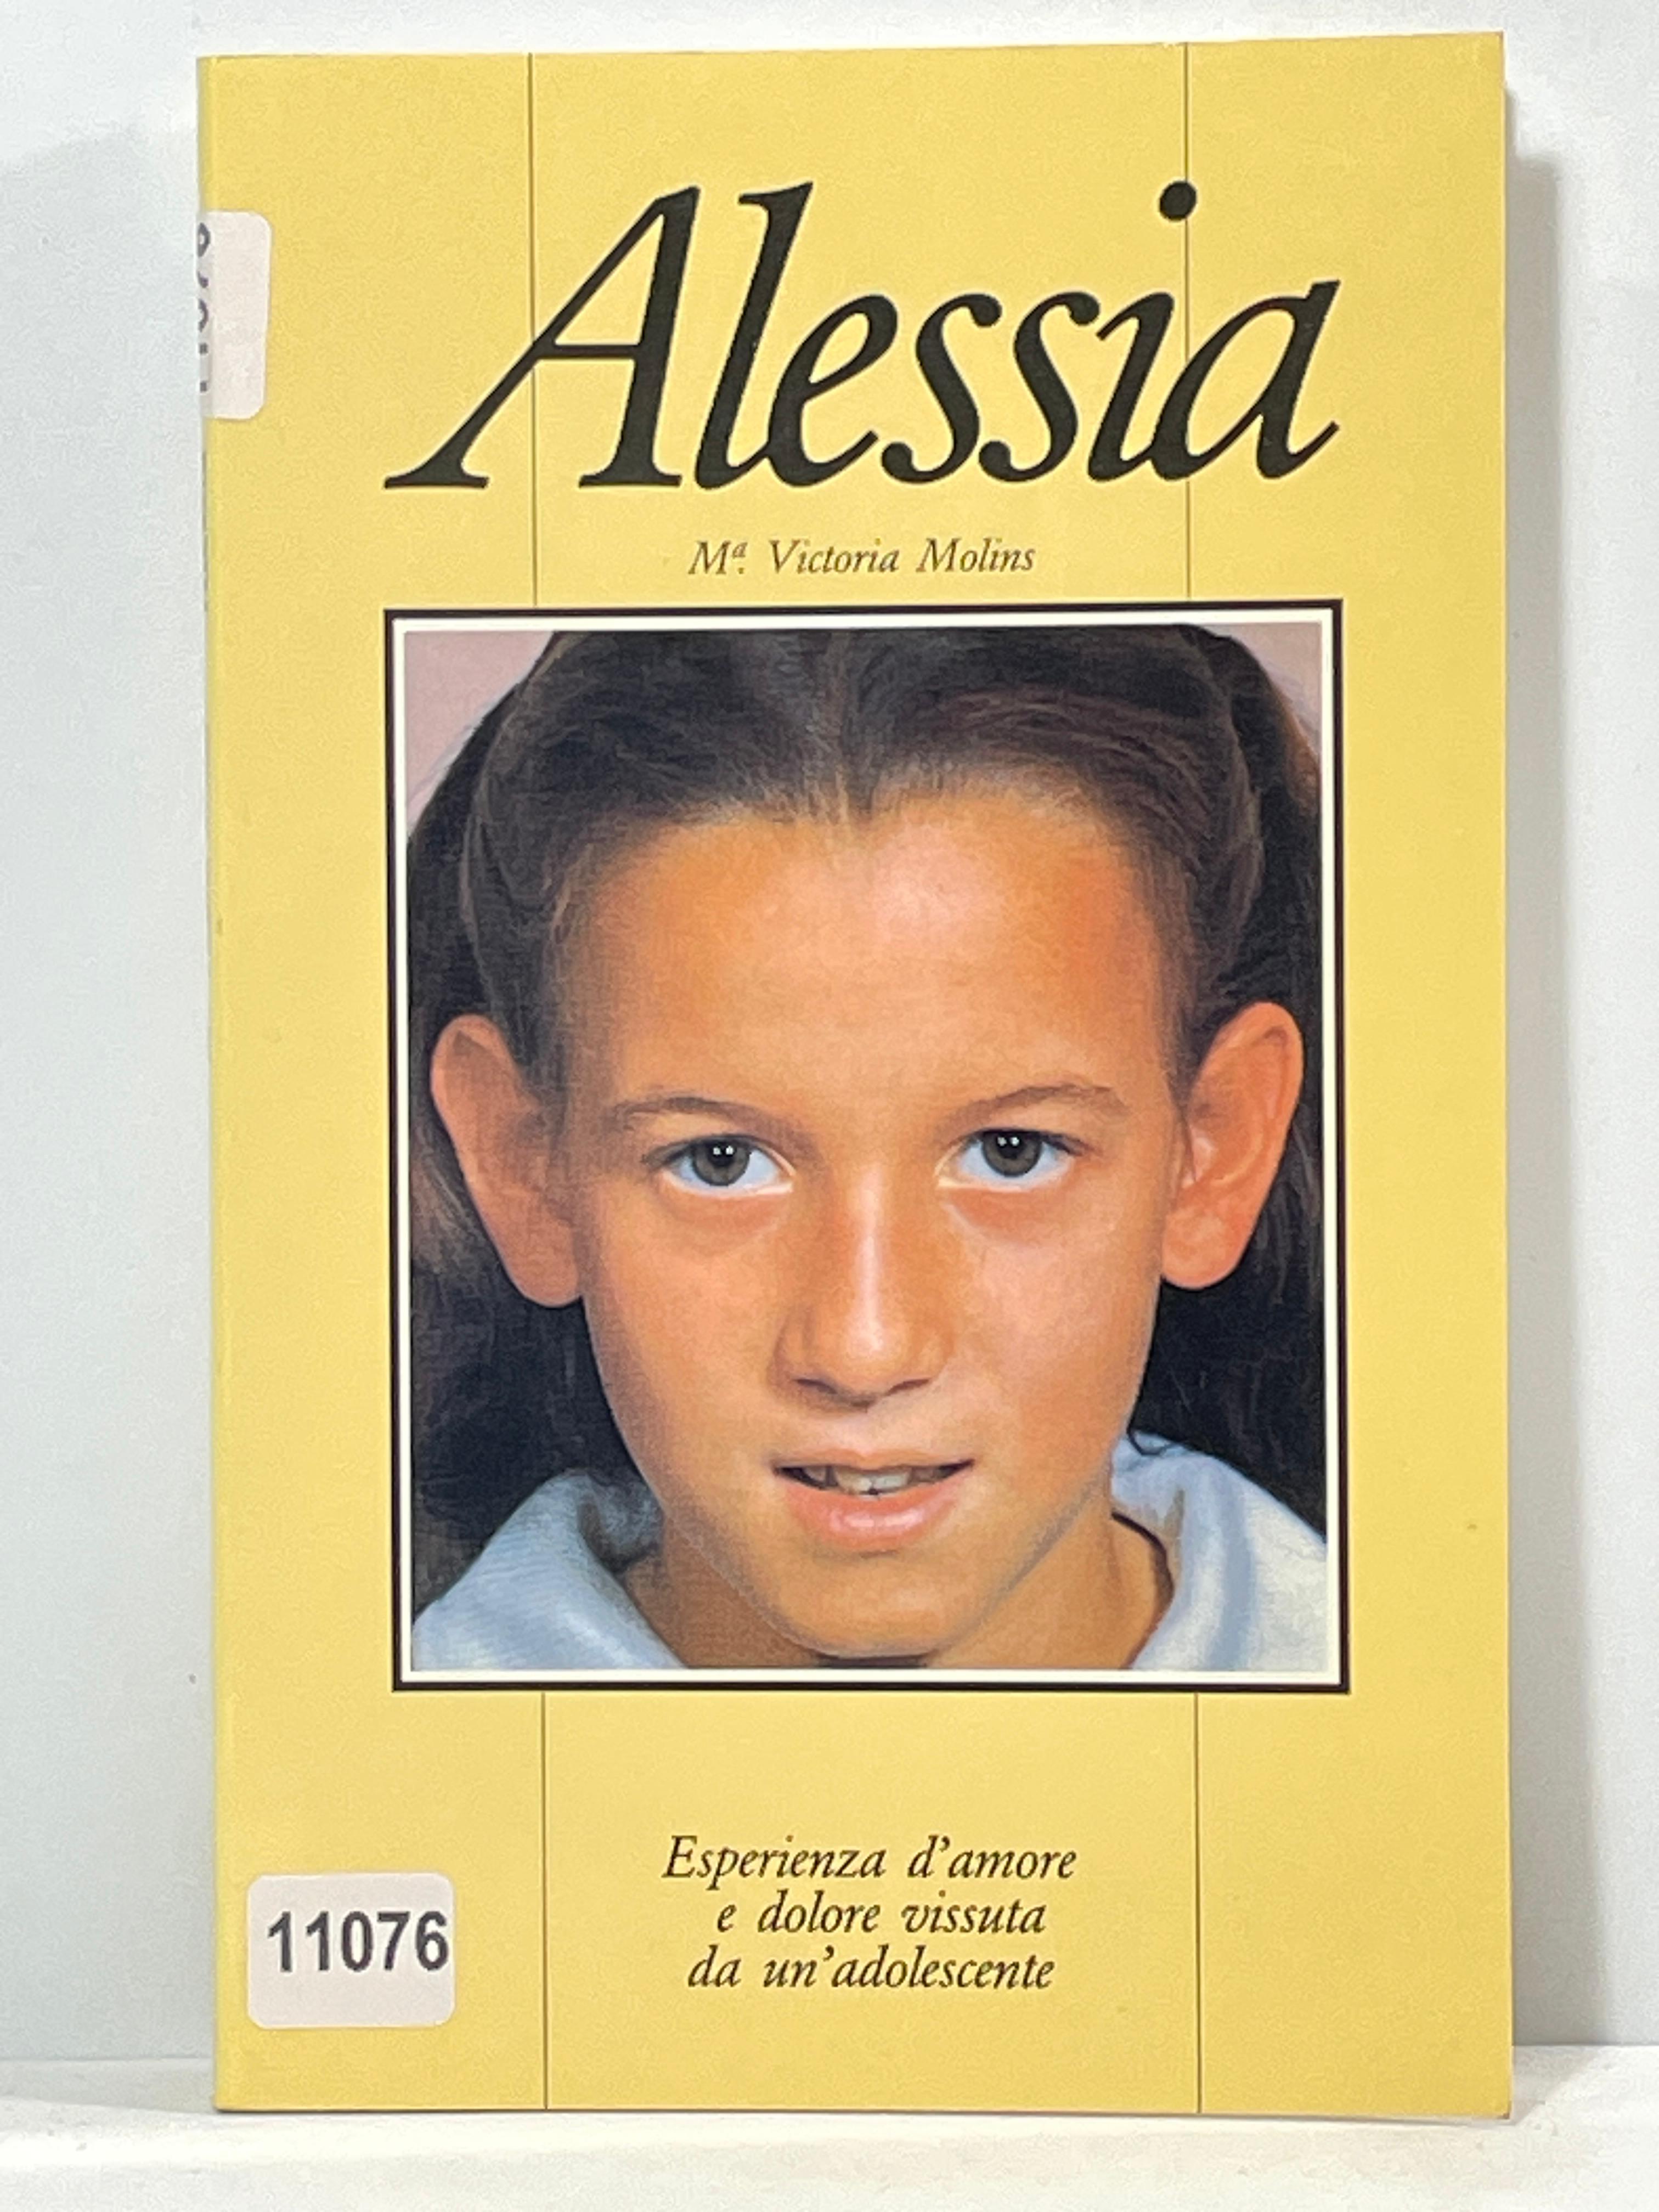 Alessia
Mª. Victoria Molins
Esperienza d'amore
e dolore vissuta
da un'adolescente
11076